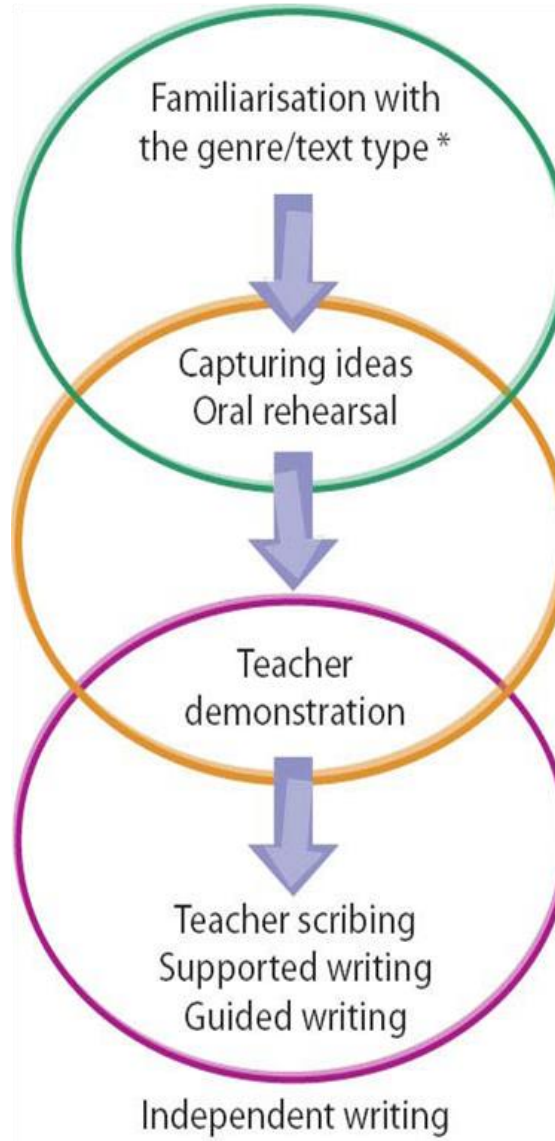 Familiarisation with
the genre/text type *
Capturing ideas
Oral rehearsal
Teacher
demonstration
Teacher scribing
Supported writing
Guided writing
Independent writing